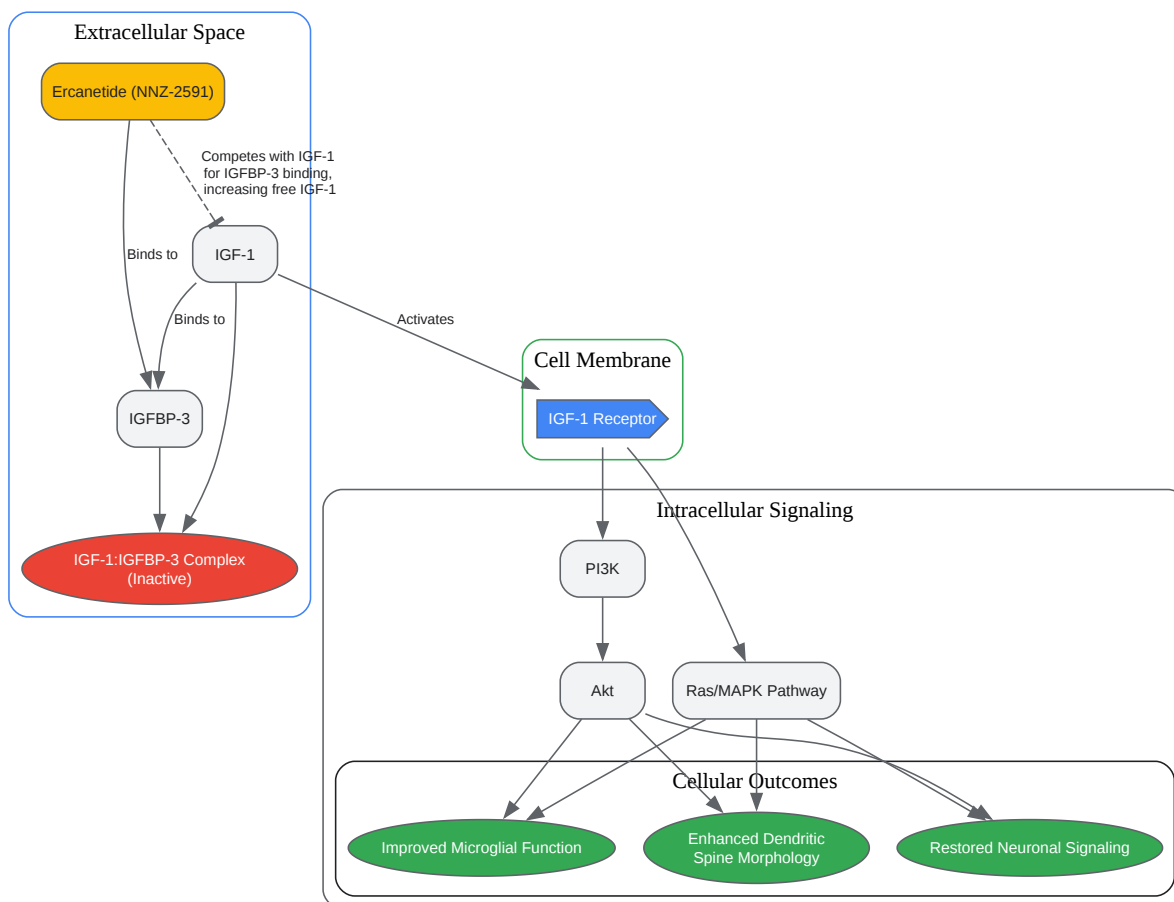 Extracellular Space
Ercanetide (NNZ-2591)
Competes with IGF-1
for IGFBP-3 binding,
increasing free IGF-1
Binds to
IGF-1
Binds to
Activates
IGFBP-3
IGF-1:IGFBP-3 Complex
(Inactive)
Cell Membrane
IGF-1 Receptor
Intracellular Signaling
PI3K
Akt
Ras/MAPK Pathway
Cellular Outcomes
Improved Microglial Function
Enhanced Dendritic
Spine Morphology
Restored Neuronal Signaling